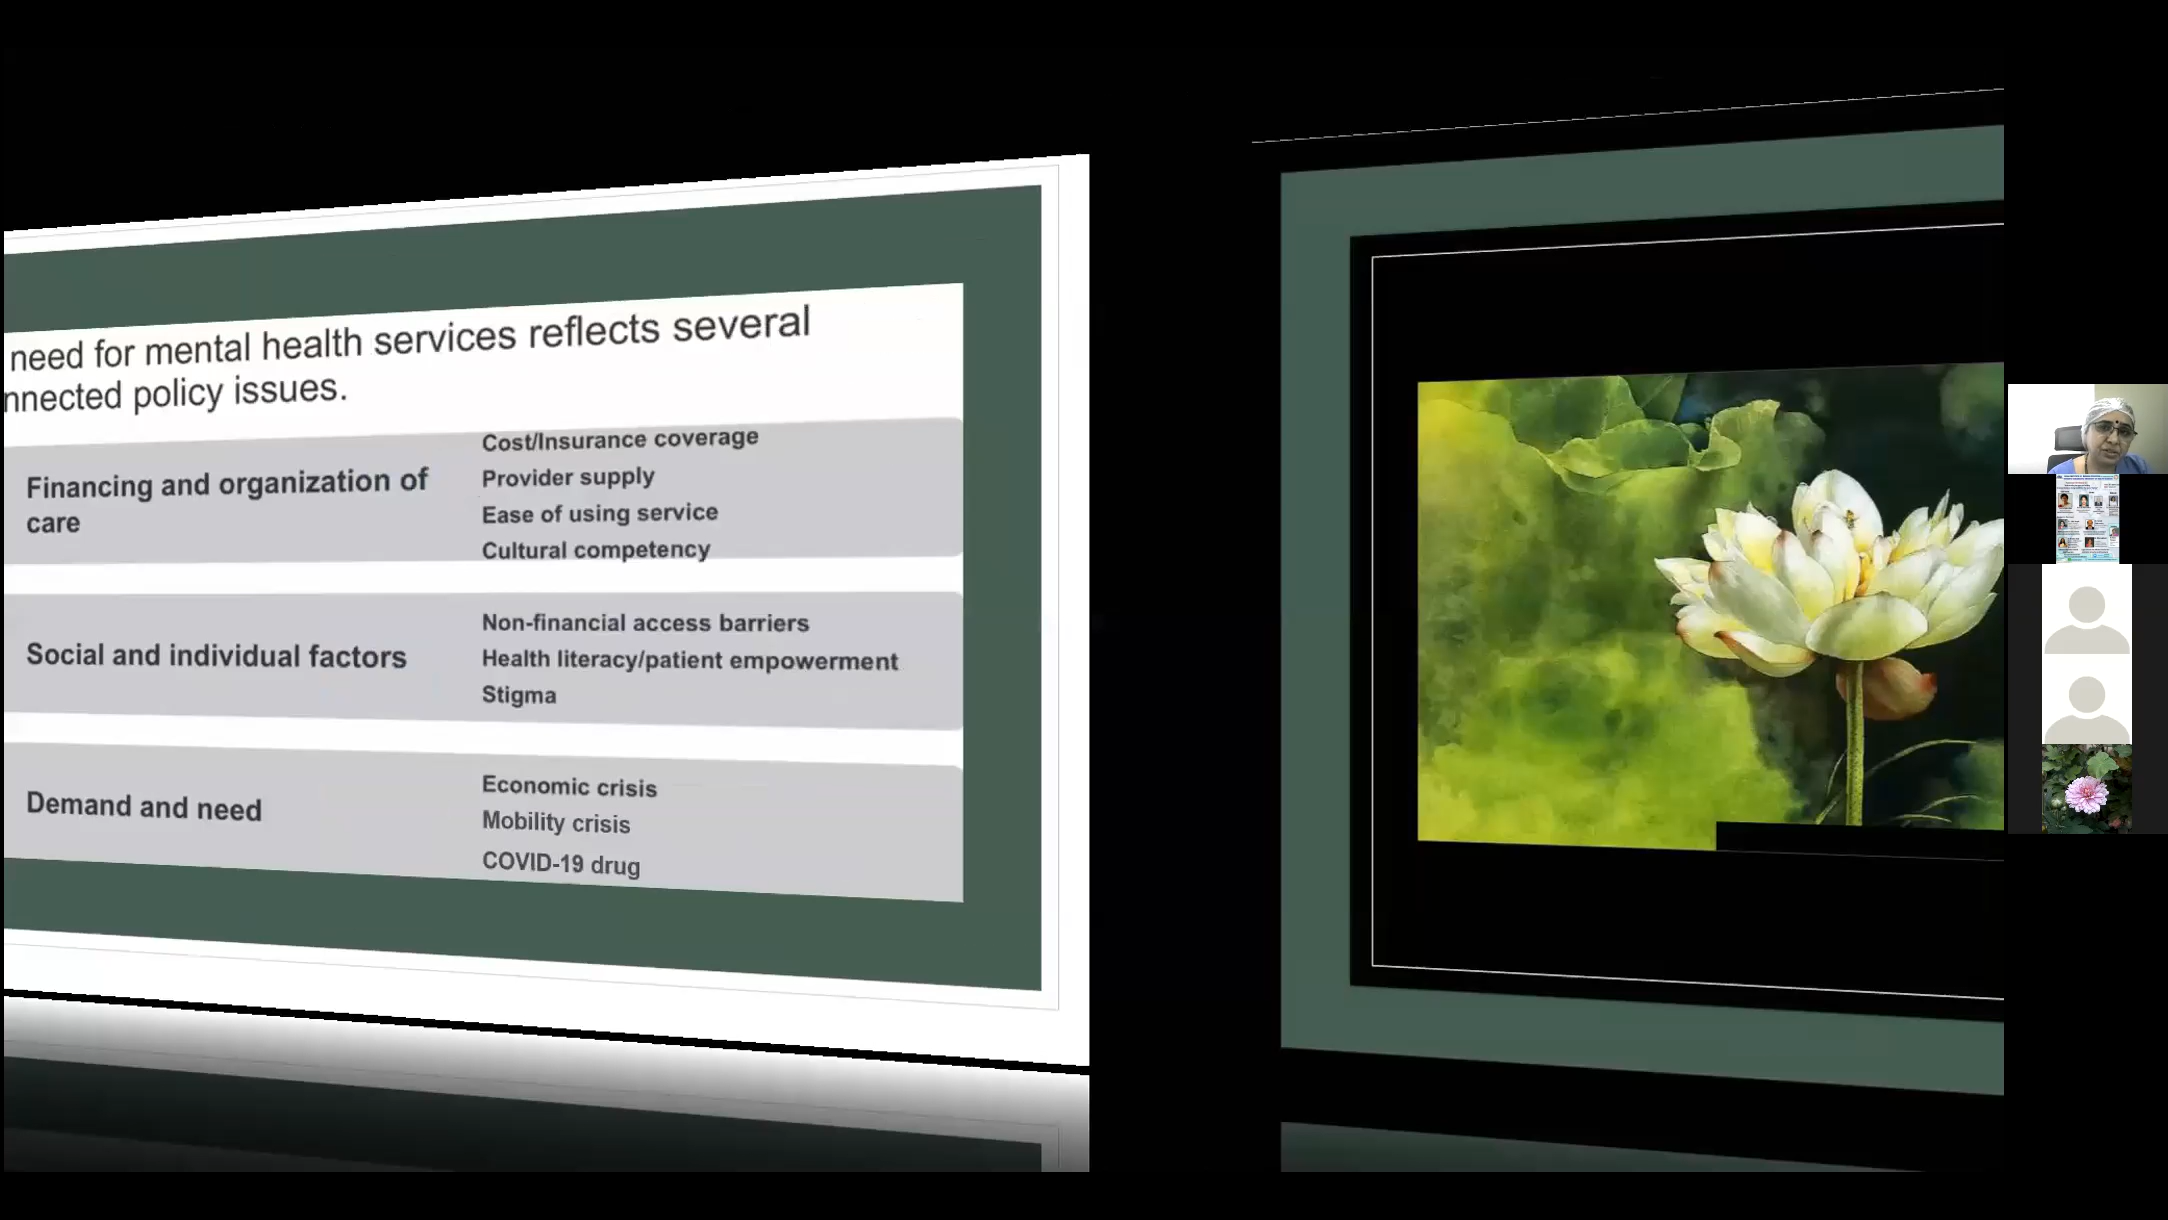 need for mental health services reflects several
nnected policy issues.
Financing and organization of
care
Cost/Insurance coverage
Provider supply
Ease of using service
Cultural competency
Social and individual factors
Non-financial access barriers
Health literacy/patient empowerment
Stigma
Demand and need
Economic crisis
Mobility crisis
COVID-19 drug